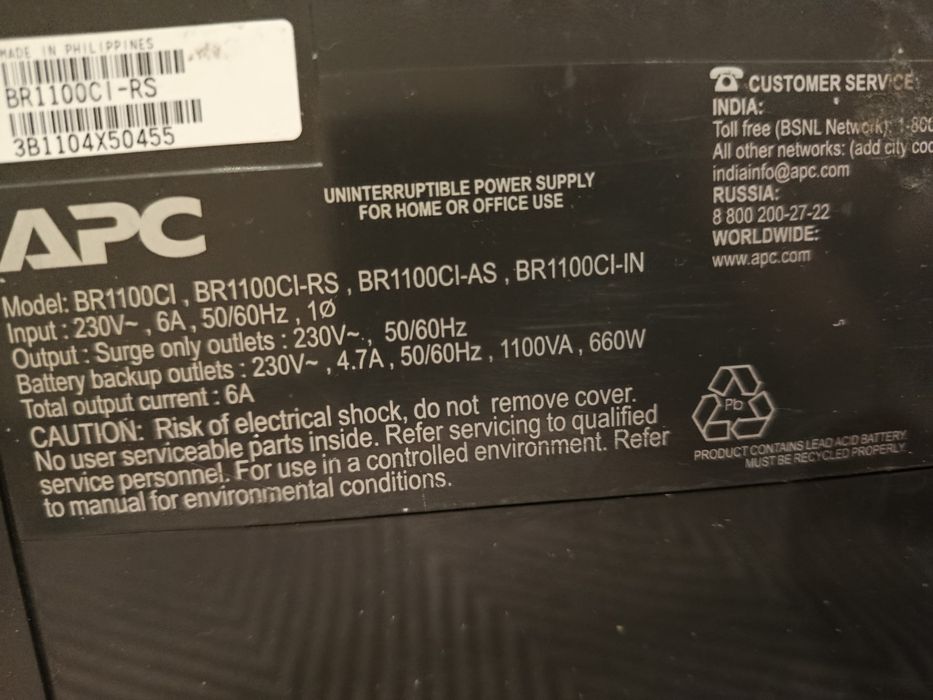 MADE IN PHILIPPINES
BR1100CI-RS
3B1104X50455
APC
UNINTERRUPTIBLE POWER SUPPLY
FOR HOME OR OFFICE USE
Model: BR1100CI , BR1100CI-RS , BR1100CI-AS , BR1100CI-IN
Input : 230V~ , 6A , 50/60Hz , 1Ø
Output : Surge only outlets : 230V~ , 50/60Hz
Battery backup outlets : 230V~ , 4.7A , 50/60Hz , 1100VA , 660W
Total output current : 6A
CAUTION: Risk of electrical shock, do not remove cover.
No user serviceable parts inside. Refer servicing to qualified
service personnel. For use in a controlled environment. Refer
to manual for environmental conditions.
CUSTOMER SERVICE
INDIA:
Toll free (BSNL Network): 1-800
All other networks: (add city
indiainfo@apc.com
RUSSIA:
8 800 200-27-22
WORLDWIDE:
www.apc.com
Pb
PRODUCT CONTAINS LEAD ACID BATTERY.
MUST BE RECYCLED PROPERLY.